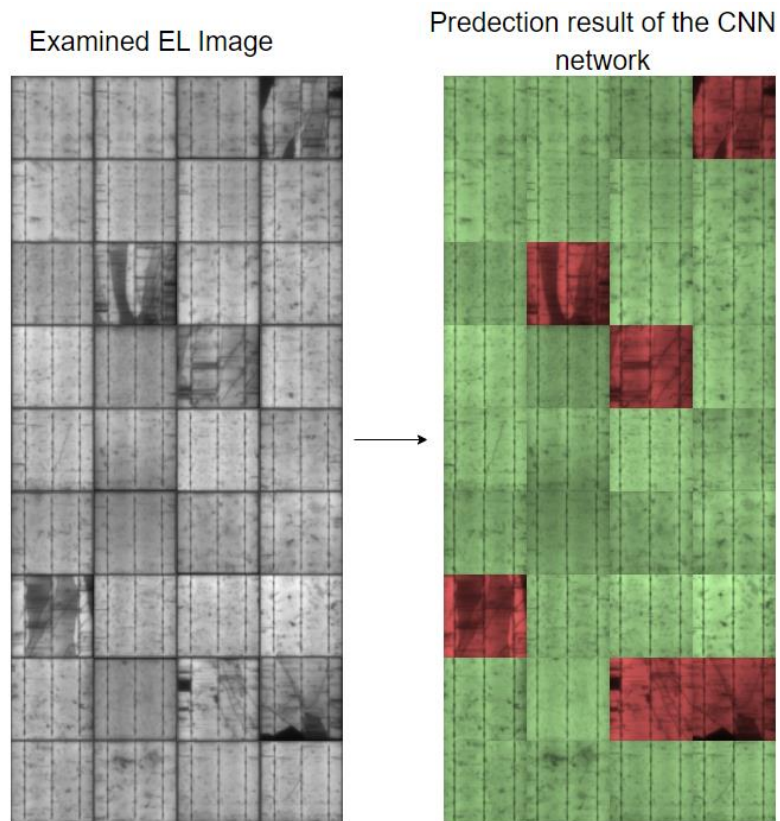 Examined EL Image
Predection result of the CNN
network